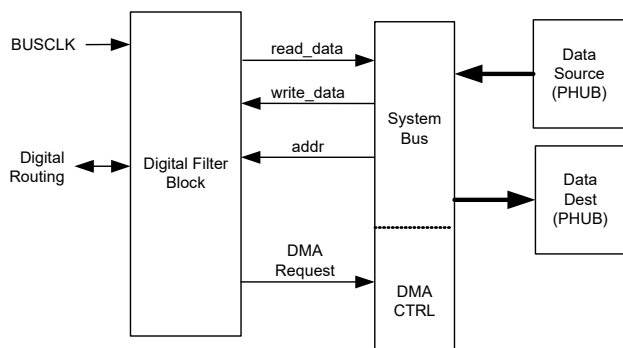 BUSCLK
Digital
Routing
Digital Filter
Block
read_data
write_data
addr
DMA
Request
System
Bus
DMA
CTRL
Data
Source
(PHUB)
Data
Dest
(PHUB)